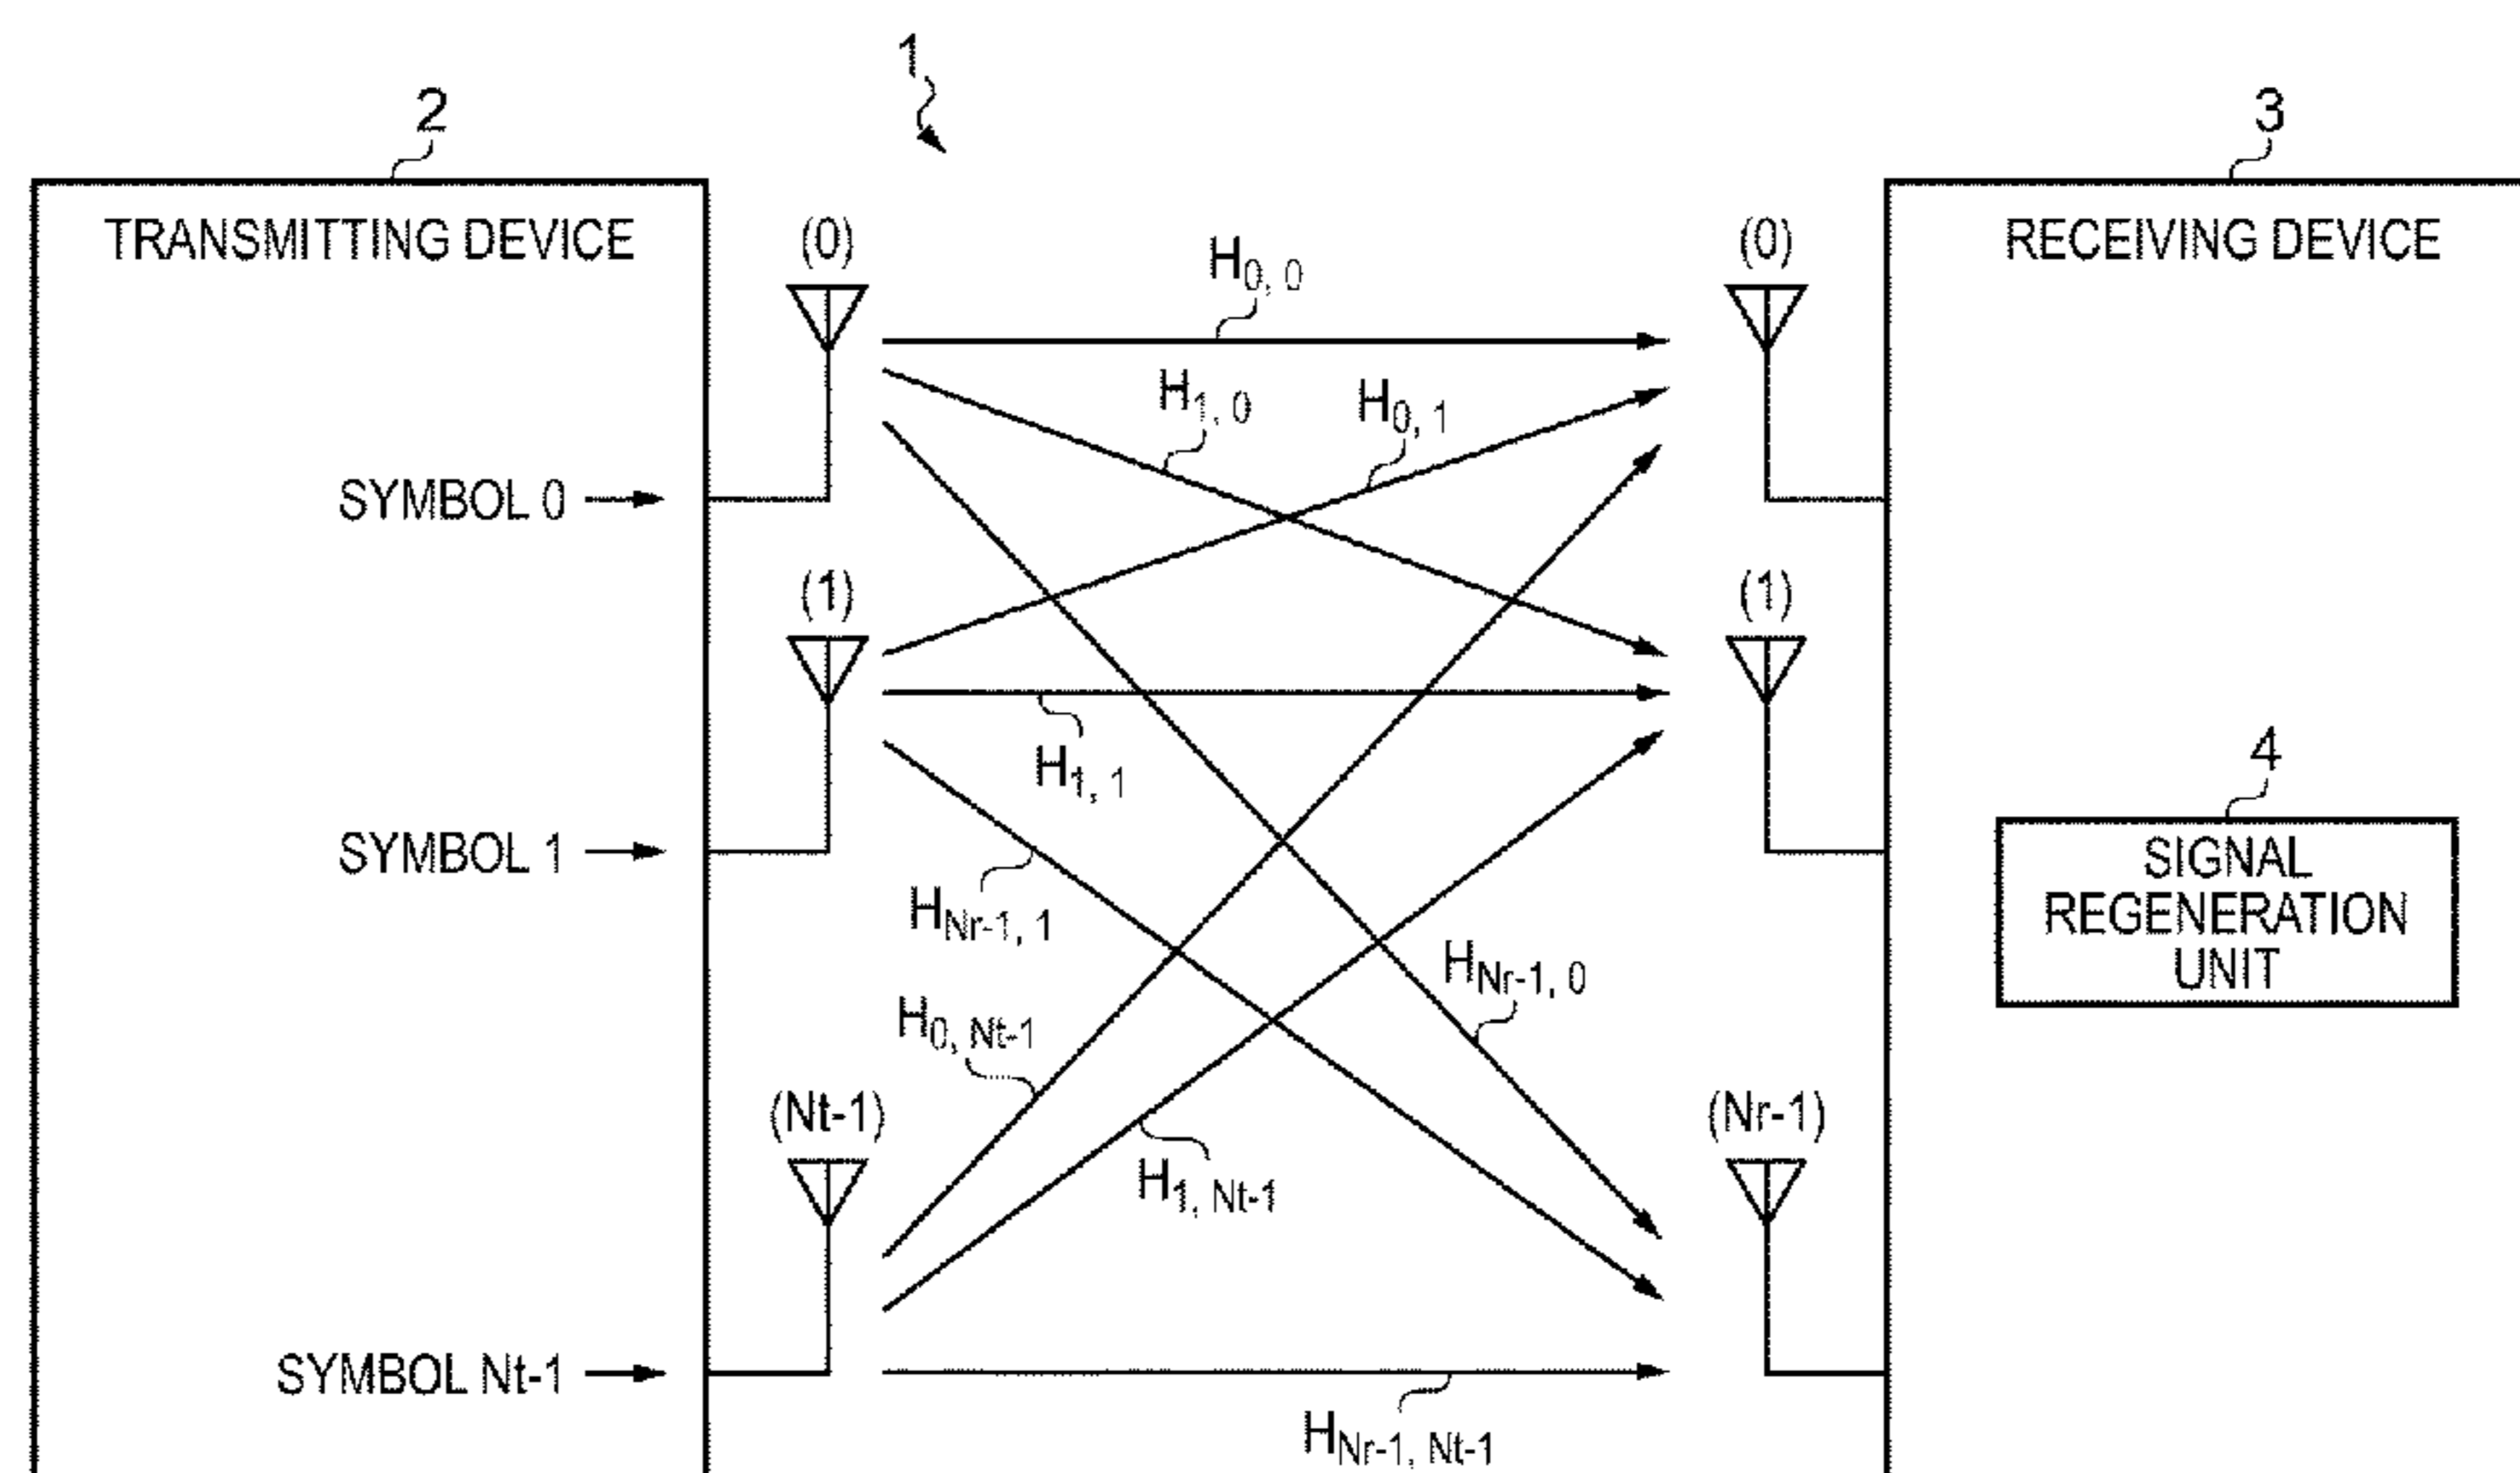 1
2
3
TRANSMITTING DEVICE
(0)
H0, 0
(0)
RECEIVING DEVICE
H1, 0
H0, 1
SYMBOL 0
(1)
(1)
H1, 1
4
SYMBOL 1
SIGNAL
REGENERATION
UNIT
HNr-1, 1
HNr-1, 0
H0, Nt-1
(Nt-1)
(Nr-1)
H1, Nt-1
SYMBOL Nt-1
HNr-1, Nt-1